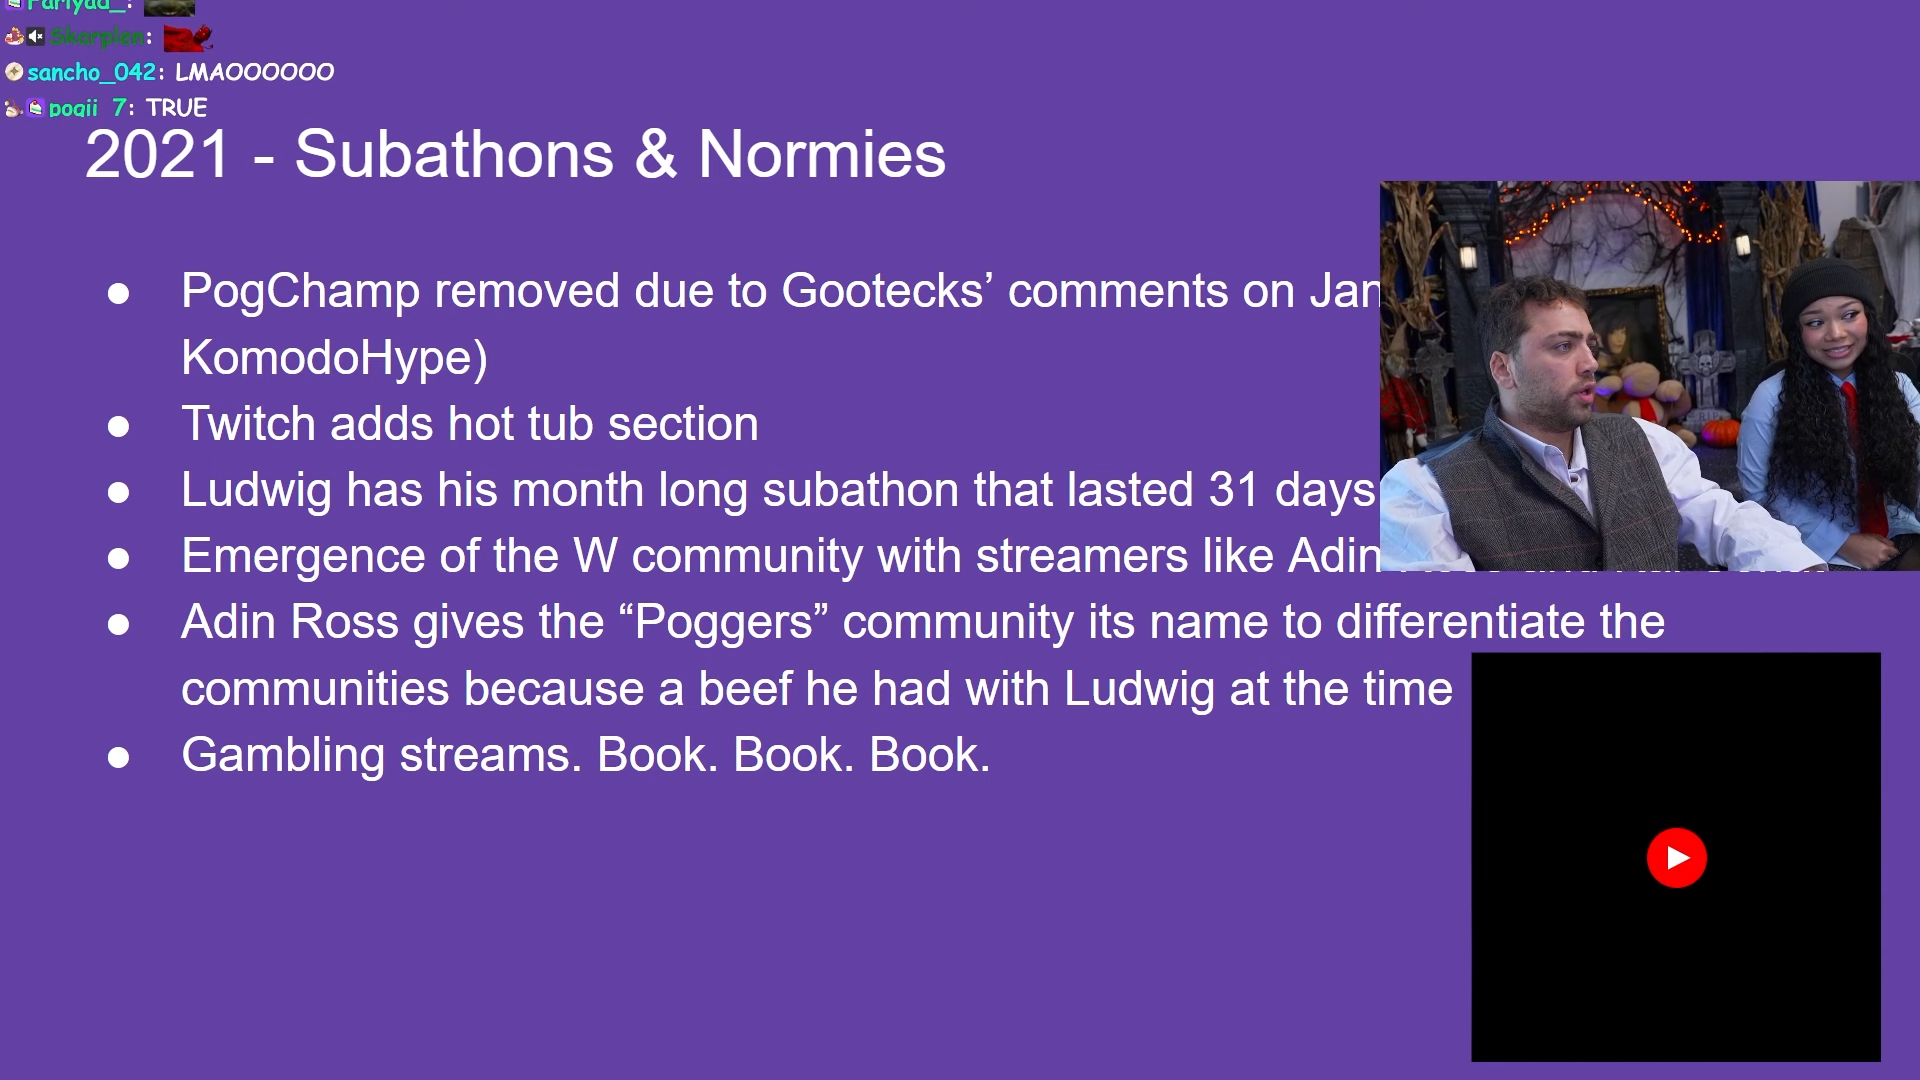 Skarplen:
sancho_042: LMAOOOOOO
pogii_7: TRUE
2021 - Subathons & Normies
● PogChamp removed due to Gootecks’ comments on Jan
KomodoHype)
● Twitch adds hot tub section
● Ludwig has his month long subathon that lasted 31 days
● Emergence of the W community with streamers like Adin
● Adin Ross gives the “Poggers” community its name to differentiate the
communities because a beef he had with Ludwig at the time
● Gambling streams. Book. Book. Book.